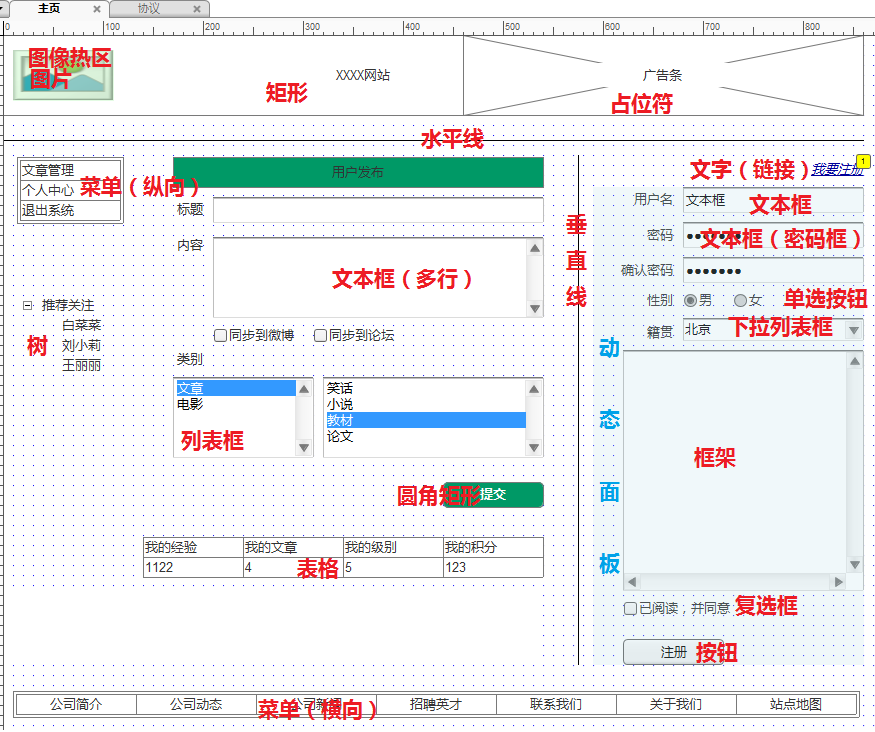 主页
协议
0 100 200 300 400 500 600 700 800
图像热区
图片
XXXX网站
矩形
广告条
占位符
水平线
文章管理
个人中心
退出系统
菜单（纵向）
用户发布
标题
内容
文本框（多行）
垂直线
文字（链接）
我要注册
1
用户名
文本框
文本框
密码
●●●●●●●
文本框（密码框）
确认密码
●●●●●●●
性别
男
女
单选按钮
籍贯
北京
下拉列表框
推荐关注
白菜菜
刘小莉
王丽丽
树
同步到微博
同步到论坛
类别
文章
电影
列表框
笑话
小说
教材
论文
动态面板
框架
圆角矩形
提交
我的经验 我的文章 我的级别 我的积分
1122 4 5 123
表格
已阅读，并同意
复选框
注册
按钮
公司简介 公司动态 公司新闻 招聘英才 联系我们 关于我们 站点地图
菜单（横向）